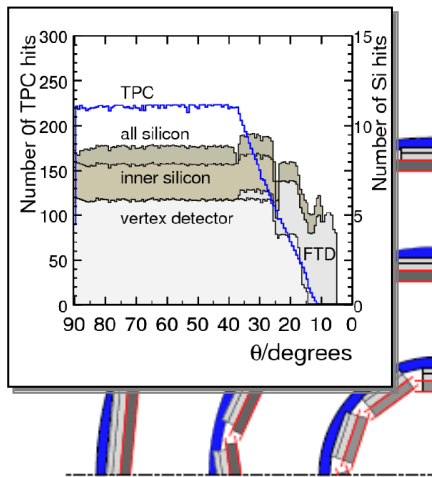 Number of TPC hits
300
250
200
150
100
50
0
TPC
all silicon
inner silicon
vertex detector
FTD
15
10
5
0
Number of Si hits
90 80 70 60 50 40 30 20 10 0
θ/degrees